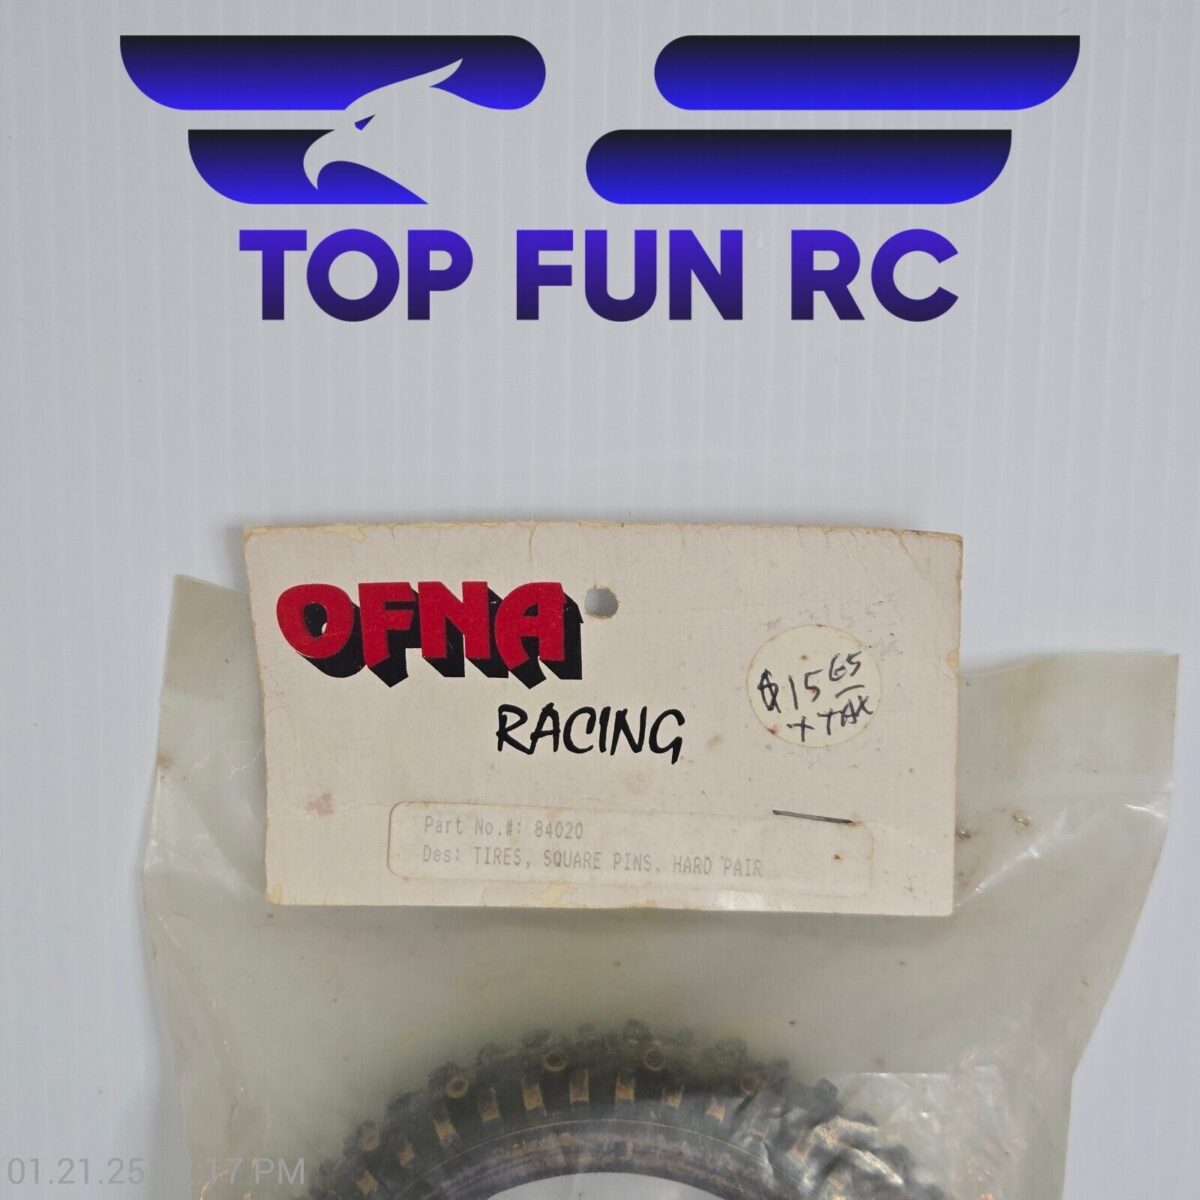 TOP FUN RC
OFNA
RACING
$15 65
+ TAX
Part No.#: 84020
Des: TIRES, SQUARE PINS, HARD PAIR
01.21.25
:17 PM